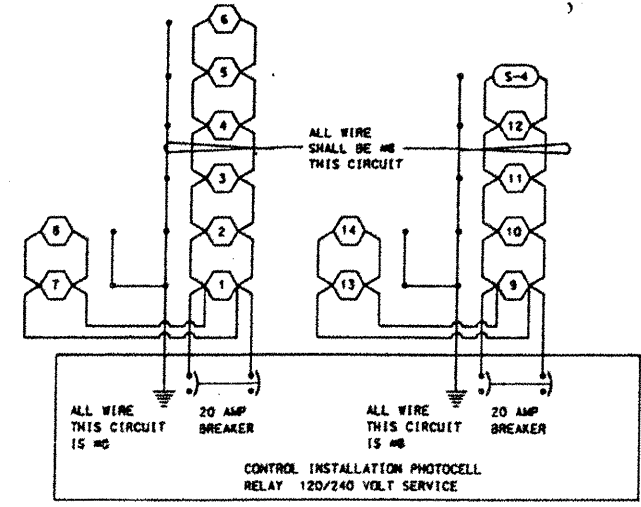 6
5
S-4
4
12
ALL WIRE
SHALL BE
THIS CIRCUIT
3
11
2
14
10
7
1
13
9
ALL WIRE
THIS CIRCUIT
IS
20 AMP
BREAKER
ALL WIRE
THIS CIRCUIT
IS
20 AMP
BREAKER
CONTROL INSTALLATION PHOTOCELL
RELAY 120/240 VOLT SERVICE